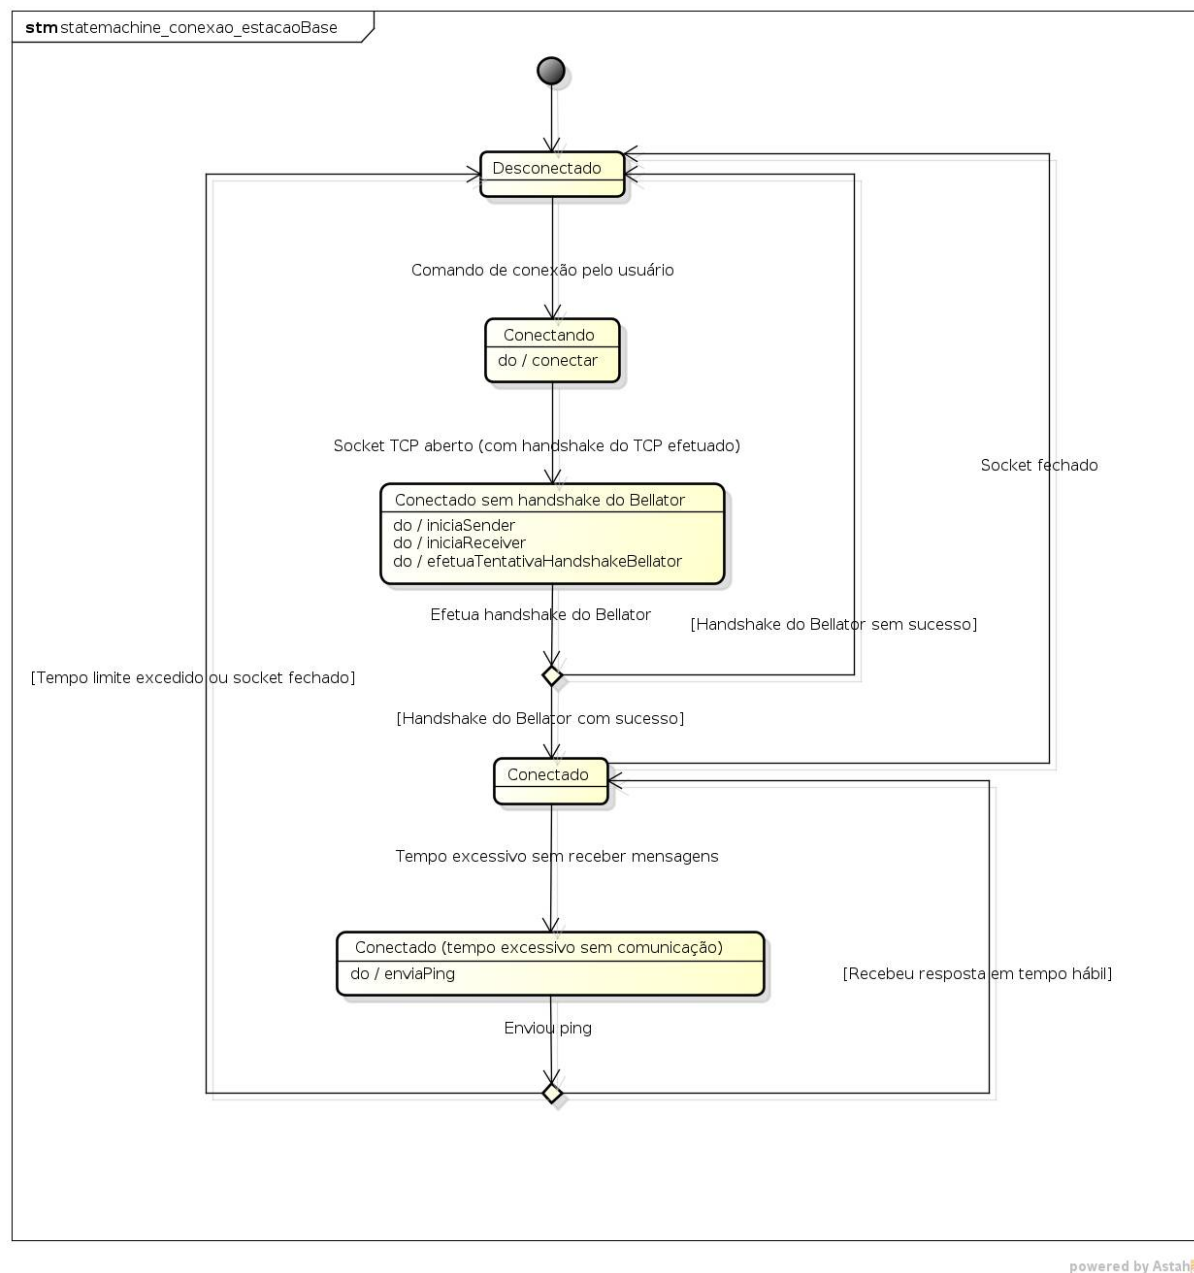 stm statemachine_conexao_estacaoBase
Desconectado
Comando de conexão pelo usuário
Conectando
do / conectar
Socket TCP aberto (com handshake do TCP efetuado)
Socket fechado
Conectado sem handshake do Bellator
do / iniciaSender
do / iniciaReceiver
do / efetuaTentativaHandshakeBellator
Efetua handshake do Bellator
[Handshake do Bellator sem sucesso]
[Tempo limite excedido ou socket fechado]
[Handshake do Bellator com sucesso]
Conectado
Tempo excessivo sem receber mensagens
Conectado (tempo excessivo sem comunicação)
do / enviaPing
[Recebeu resposta em tempo hábil]
Enviou ping
powered by Astah